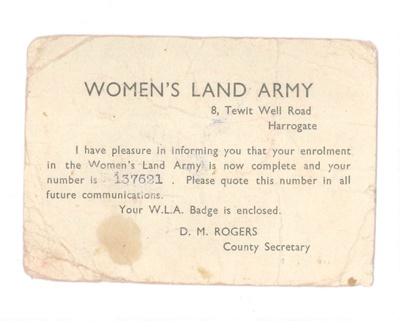 WOMEN'S LAND ARMY
8, Tewit Well Road
Harrogate
I have pleasure in informing you that your enrolment
in the Women's Land Army is now complete and your
number is 137621 . Please quote this number in all
future communications.
Your W.L.A. Badge is enclosed.
D. M. ROGERS
County Secretary